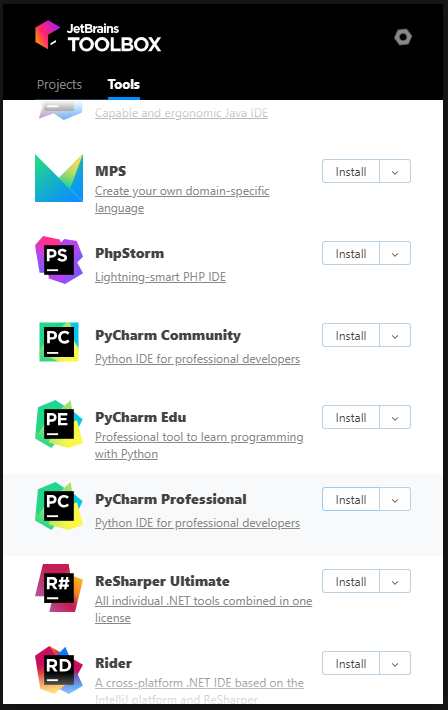 JetBrains
TOOLBOX
Projects
Tools
Capable and ergonomic Java IDE
MPS
Create your own domain-specific
language
Install
PS
PhpStorm
Lightning-smart PHP IDE
Install
PC
PyCharm Community
Python IDE for professional developers
Install
PE
PyCharm Edu
Professional tool to learn programming
with Python
Install
PC
PyCharm Professional
Python IDE for professional developers
Install
R#
ReSharper Ultimate
All individual .NET tools combined in one
license
Install
RD
Rider
A cross-platform .NET IDE based on the
IntelliJ platform and ReSharper
Install